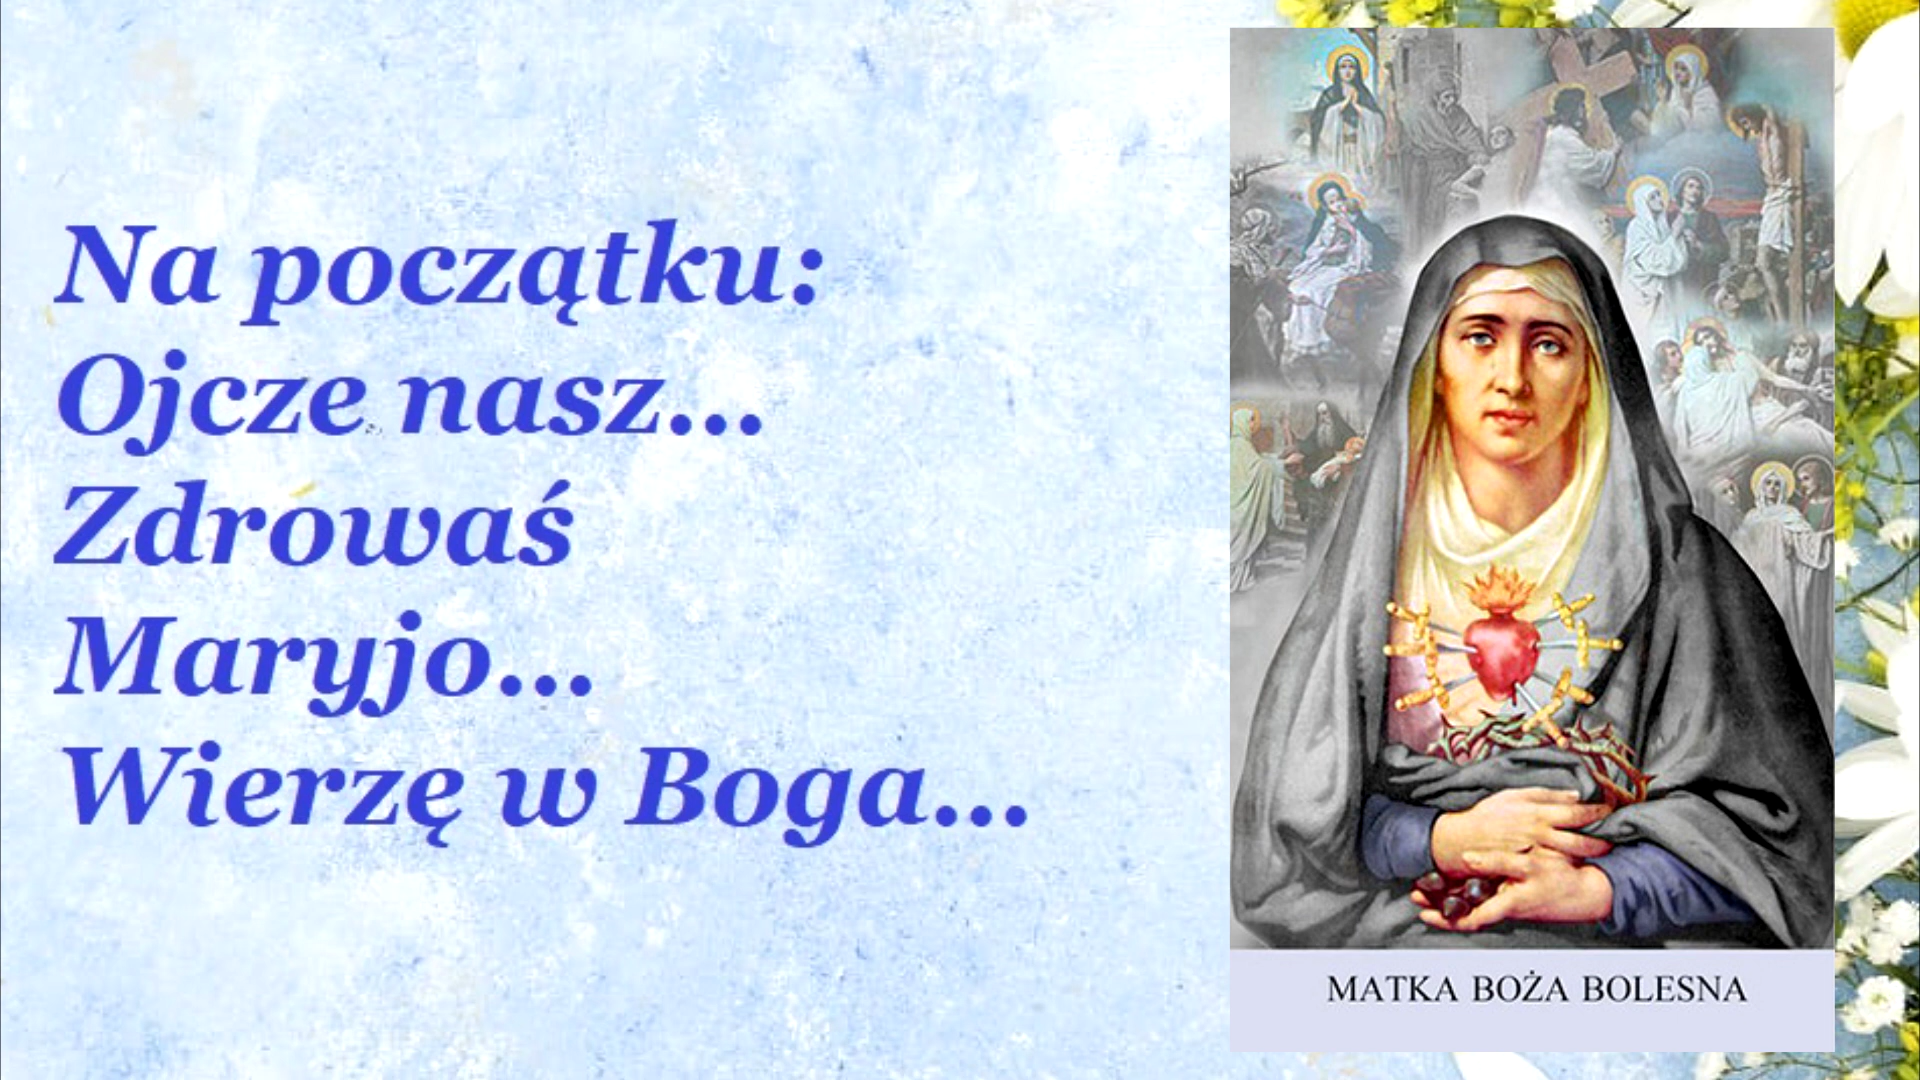 Na początku:
Ojcze nasz...
Zdrowaś
Maryjo...
Wierzę w Boga...
MATKA BOŻA BOLESNA